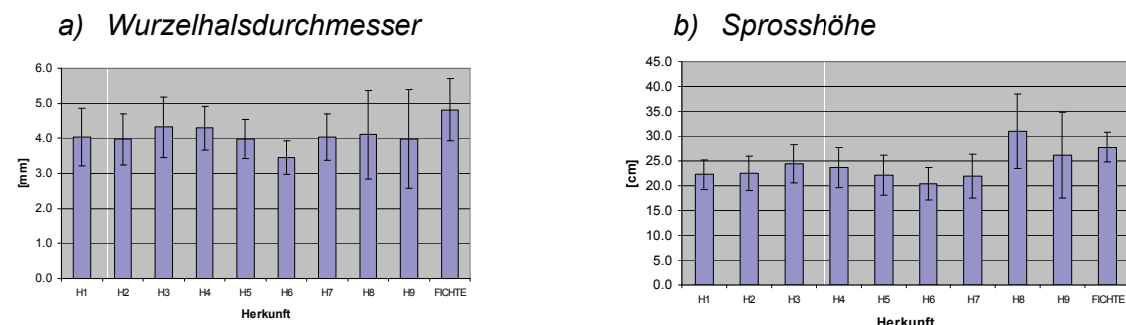 a) Wurzelhalsdurchmesser
6.0
5.0
4.0
3.0
2.0
1.0
0.0
[mm]
H1 H2 H3 H4 H5 H6 H7 H8 H9 FICHTE
Herkunft
b) Sprosshöhe
45.0
40.0
35.0
30.0
25.0
20.0
15.0
10.0
5.0
0.0
[cm]
H1 H2 H3 H4 H5 H6 H7 H8 H9 FICHTE
Herkunft